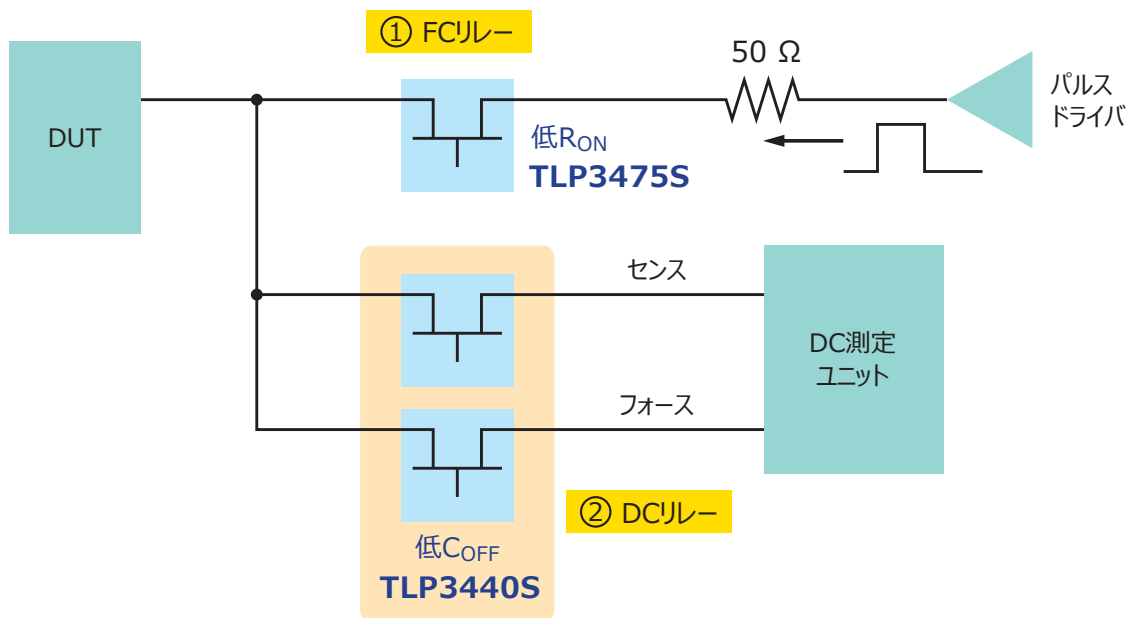 ① FCリレー
50 Ω
DUT
パルス
ドライバ
低RON
TLP3475S
センス
DC測定
ユニット
フォース
② DCリレー
低COFF
TLP3440S